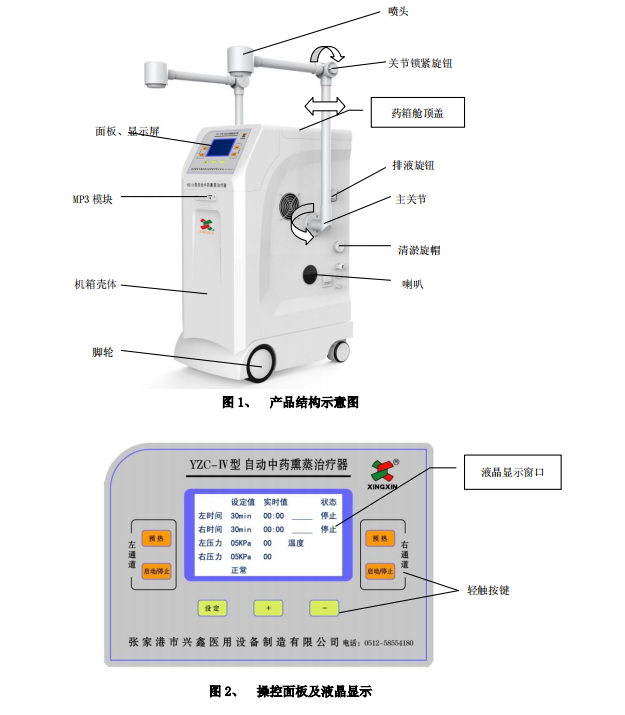 喷头
关节锁紧旋钮
药箱舱顶盖
面板、显示屏
排液旋钮
MP3 模块
主关节
清淤旋帽
机箱壳体
喇叭
脚轮
图 1、 产品结构示意图
YZC-Ⅳ型 自动中药熏蒸治疗器
XINGXIN
液晶显示窗口
设定值 实时值 状态
左时间 30min 00:00 ____ 停止
右时间 30min 00:00 ____ 停止
左压力 05KPa 00 温度
右压力 05KPa 00
正常
左通道
预热
启动/停止
右通道
预热
启动/停止
轻触按键
设定 + -
张家港市兴鑫医用设备制造有限公司 电话：0512-58554180
图 2、 操控面板及液晶显示